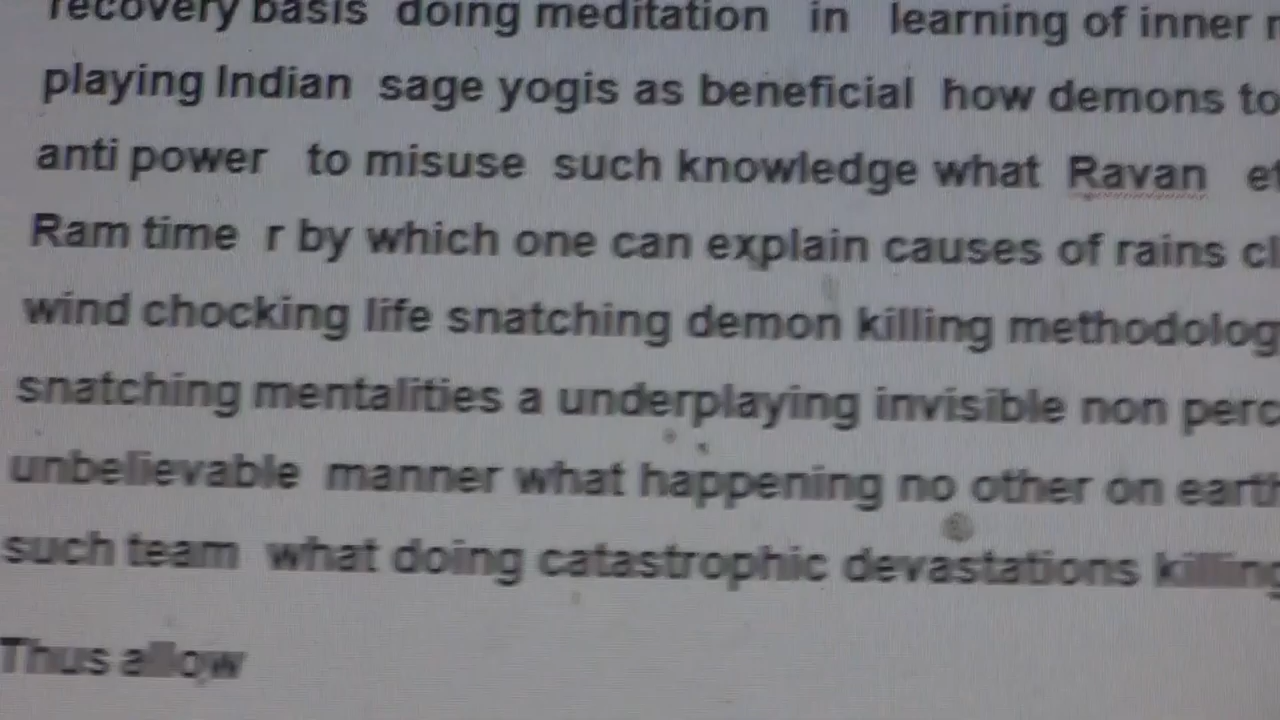 recovery basis doing meditation in learning of inner
playing Indian sage yogis as beneficial how demons to
anti power to misuse such knowledge what Ravan
Ram time r by which one can explain causes of rains
wind chocking life snatching demon killing methodolog
snatching mentalities a underplaying invisible non perc
unbelievable manner what happening no other on earth
such team what doing catastrophic devastations killing
Thus allow